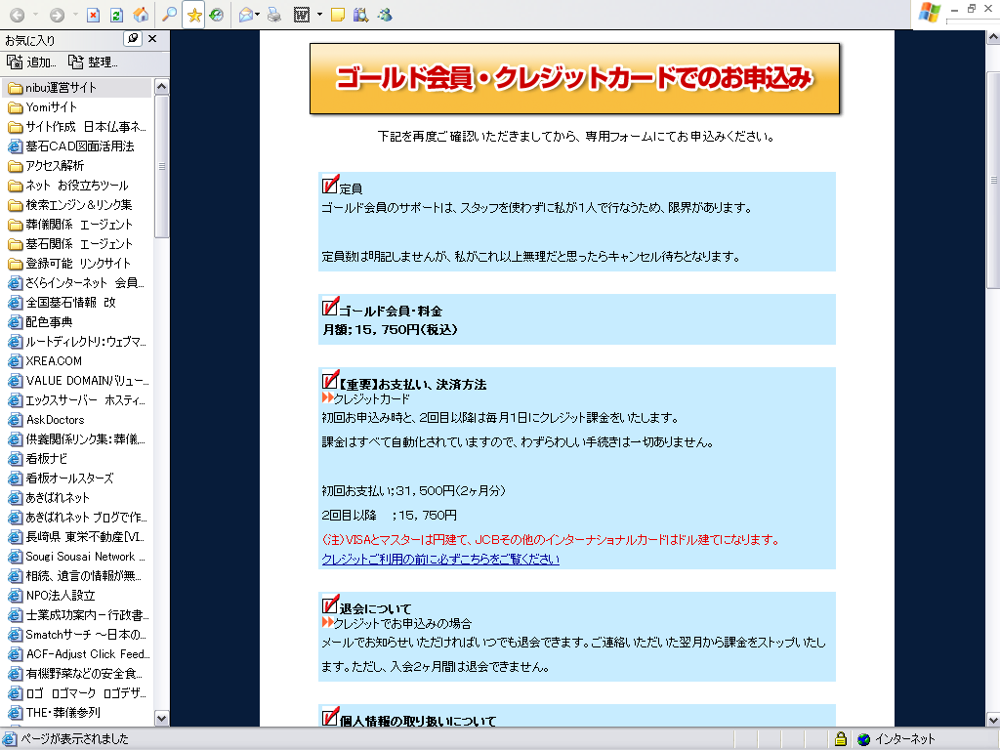 お気に入り
追加...
整理...
nibu運営サイト
Yomiサイト
サイト作成 日本仏事ネ...
墓石CAD図面活用法
アクセス解析
ネット お役立ちツール
検索エンジン＆リンク集
葬儀関係 エージェント
墓石関係 エージェント
登録可能 リンクサイト
さくらインターネット 会員...
全国墓石情報 改
配色事典
ルートディレクトリ：ウェブマ...
XREA.COM
VALUE DOMAIN：バリュー...
エックスサーバー ホスティ...
AskDoctors
供養関係リンク集：葬儀,...
看板ナビ
看板オールスターズ
あきばれネット
あきばれネット ブログで作...
長崎県 東栄不動産[VI...
Sougi Sousai Network ...
相続、遺言の情報が無...
NPO法人設立
士業成功案内－行政書...
Smatchサーチ ～日本の...
ACF-Adjust Click Feed...
有機野菜などの安全食...
ロゴ ロゴマーク ロゴデザ...
THE・葬儀参列
ゴールド会員・クレジットカードでのお申込み
下記を再度ご確認いただきましてから、専用フォームにてお申込みください。
定員
ゴールド会員のサポートは、スタッフを使わずに私が１人で行なうため、限界があります。
定員数は明記しませんが、私がこれ以上無理だと思ったらキャンセル待ちとなります。
ゴールド会員・料金
月額；１５，７５０円（税込）
【重要】お支払い、決済方法
クレジットカード
初回お申込み時と、２回目以降は毎月１日にクレジット課金をいたします。
課金はすべて自動化されていますので、わずらわしい手続きは一切ありません。
初回お支払い；３１，５００円（２ヶ月分）
２回目以降　；１５，７５０円
（注）VISAとマスターは円建て、JCBその他のインターナショナルカードはドル建てになります。
クレジットご利用の前に必ずこちらをご覧ください
退会について
クレジットでお申込みの場合
メールでお知らせいただければいつでも退会できます。ご連絡いただいた翌月から課金をストップいたし
ます。ただし、入会２ヶ月間は退会できません。
個人情報の取り扱いについて
ページが表示されました
インターネット